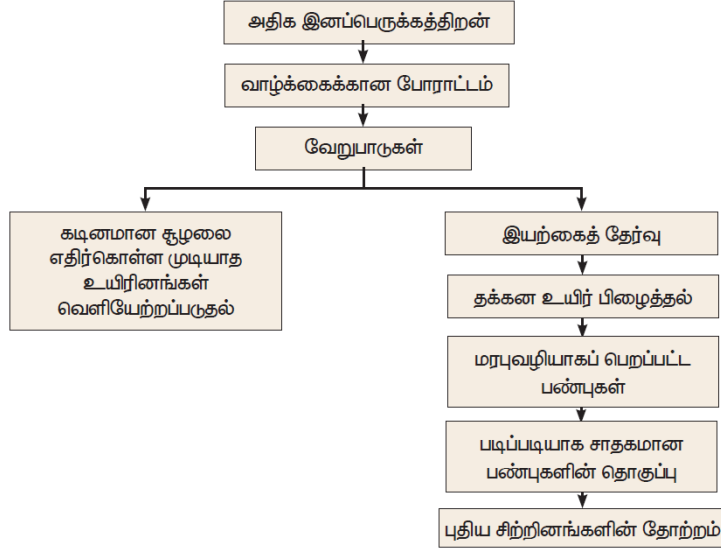 அதிக இனப்பெருக்கத்திறன்
வாழ்க்கைக்கான போராட்டம்
வேறுபாடுகள்
கடினமான சூழலை
எதிர்கொள்ள முடியாத
உயிரினங்கள்
வெளியேற்றப்படுதல்
இயற்கைத் தேர்வு
தக்கன உயிர் பிழைத்தல்
மரபுவழியாகப் பெறப்பட்ட
பண்புகள்
படிப்படியாக சாதகமான
பண்புகளின் தொகுப்பு
புதிய சிற்றினங்களின் தோற்றம்